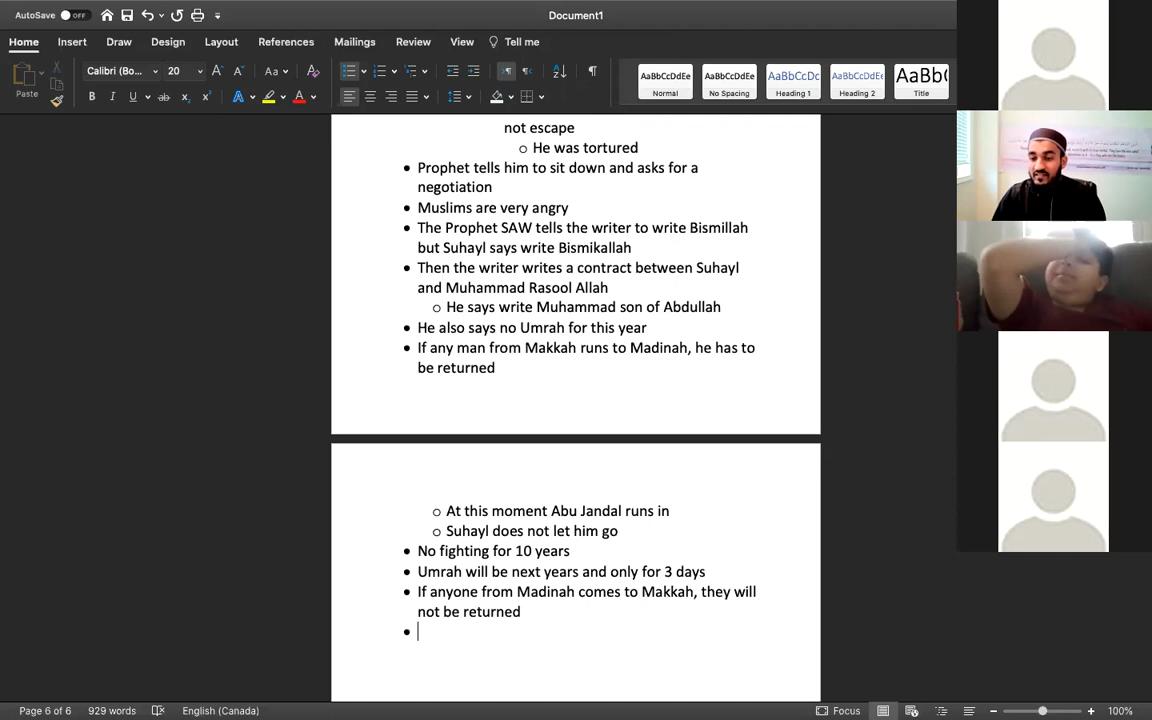 AutoSave OFF
Document1
Home Insert Draw Design Layout References Mailings Review View Tell me
Paste
Calibri (Bo... 20 Aa
B I U ab x₂ x² A A
AaBbCcDdEe AaBbCcDdEe AaBbCcDc AaBbCcDdEe AaBb(
Normal No Spacing Heading 1 Heading 2 Title
not escape
o He was tortured
• Prophet tells him to sit down and asks for a
negotiation
• Muslims are very angry
• The Prophet SAW tells the writer to write Bismillah
but Suhayl says write Bismikallah
• Then the writer writes a contract between Suhayl
and Muhammad Rasool Allah
o He says write Muhammad son of Abdullah
• He also says no Umrah for this year
• If any man from Makkah runs to Madinah, he has to
be returned
o At this moment Abu Jandal runs in
o Suhayl does not let him go
• No fighting for 10 years
• Umrah will be next years and only for 3 days
• If anyone from Madinah comes to Makkah, they will
not be returned
•
Page 6 of 6 929 words English (Canada) Focus 100%